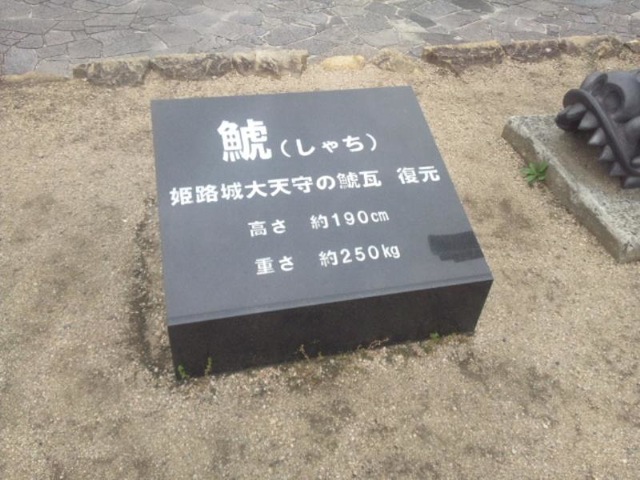 鯱（しゃち）
姫路城大天守の鯱瓦 復元
高さ 約190cm
重さ 約250kg